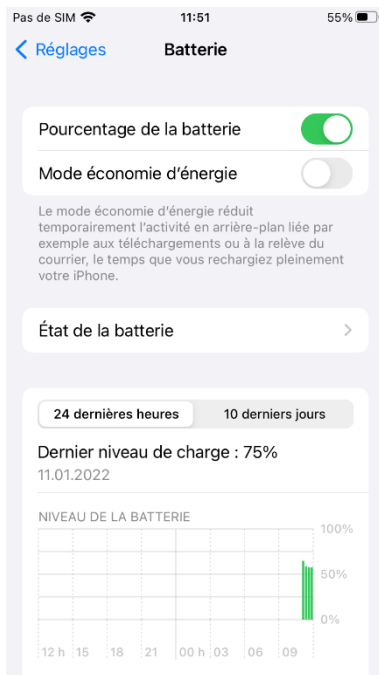 Pas de SIM 11:51 55%
Réglages Batterie
Pourcentage de la batterie
Mode économie d'énergie
Le mode économie d'énergie réduit
temporairement l'activité en arrière-plan liée par
exemple aux téléchargements ou à la relève du
courrier, le temps que vous rechargiez pleinement
votre iPhone.
État de la batterie
24 dernières heures 10 derniers jours
Dernier niveau de charge : 75%
11.01.2022
NIVEAU DE LA BATTERIE
100%
50%
0%
12 h 15 18 21 00 h 03 06 09